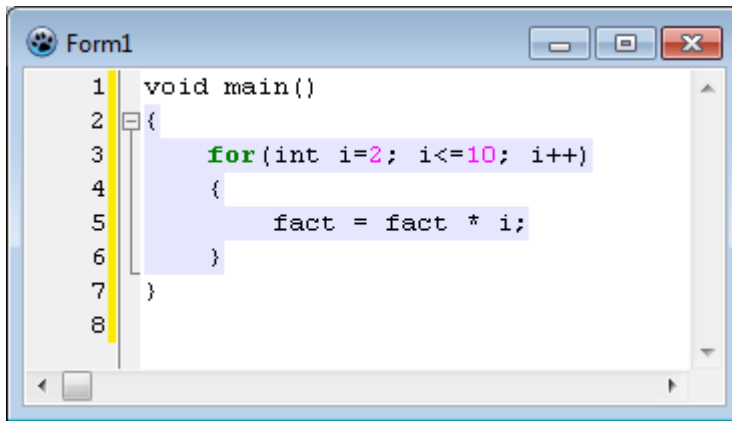 Form1
1 void main()
2 {
3 for(int i=2; i<=10; i++)
4 {
5 fact = fact * i;
6 }
7 }
8